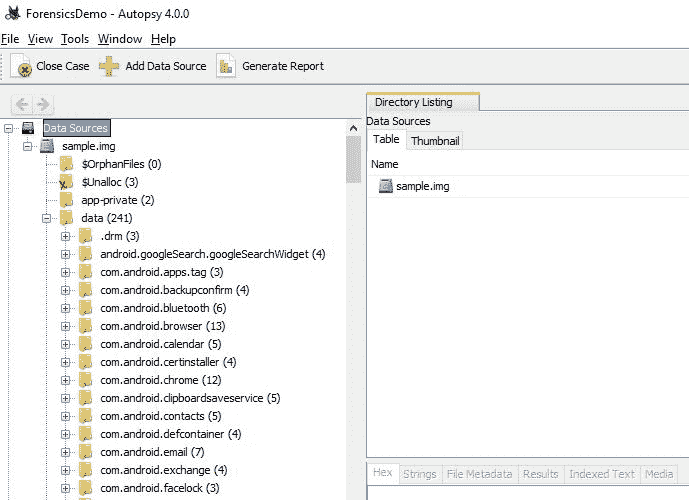 ForensicsDemo - Autopsy 4.0.0
File View Tools Window Help
Close Case Add Data Source Generate Report
Directory Listing
Data Sources
Data Sources
Table Thumbnail
sample.img
Name
$OrphanFiles (0)
$Unalloc (3)
sample.img
app-private (2)
data (241)
.drm (3)
android.googleSearch.googleSearchWidget (4)
com.android.apps.tag (3)
com.android.backupconfirm (4)
com.android.bluetooth (6)
com.android.browser (13)
com.android.calendar (5)
com.android.certinstaller (4)
com.android.chrome (12)
com.android.clipboardsaveservice (5)
com.android.contacts (5)
com.android.defcontainer (4)
com.android.email (7)
com.android.exchange (4)
com.android.facelock (3)
Hex Strings File Metadata Results Indexed Text Media